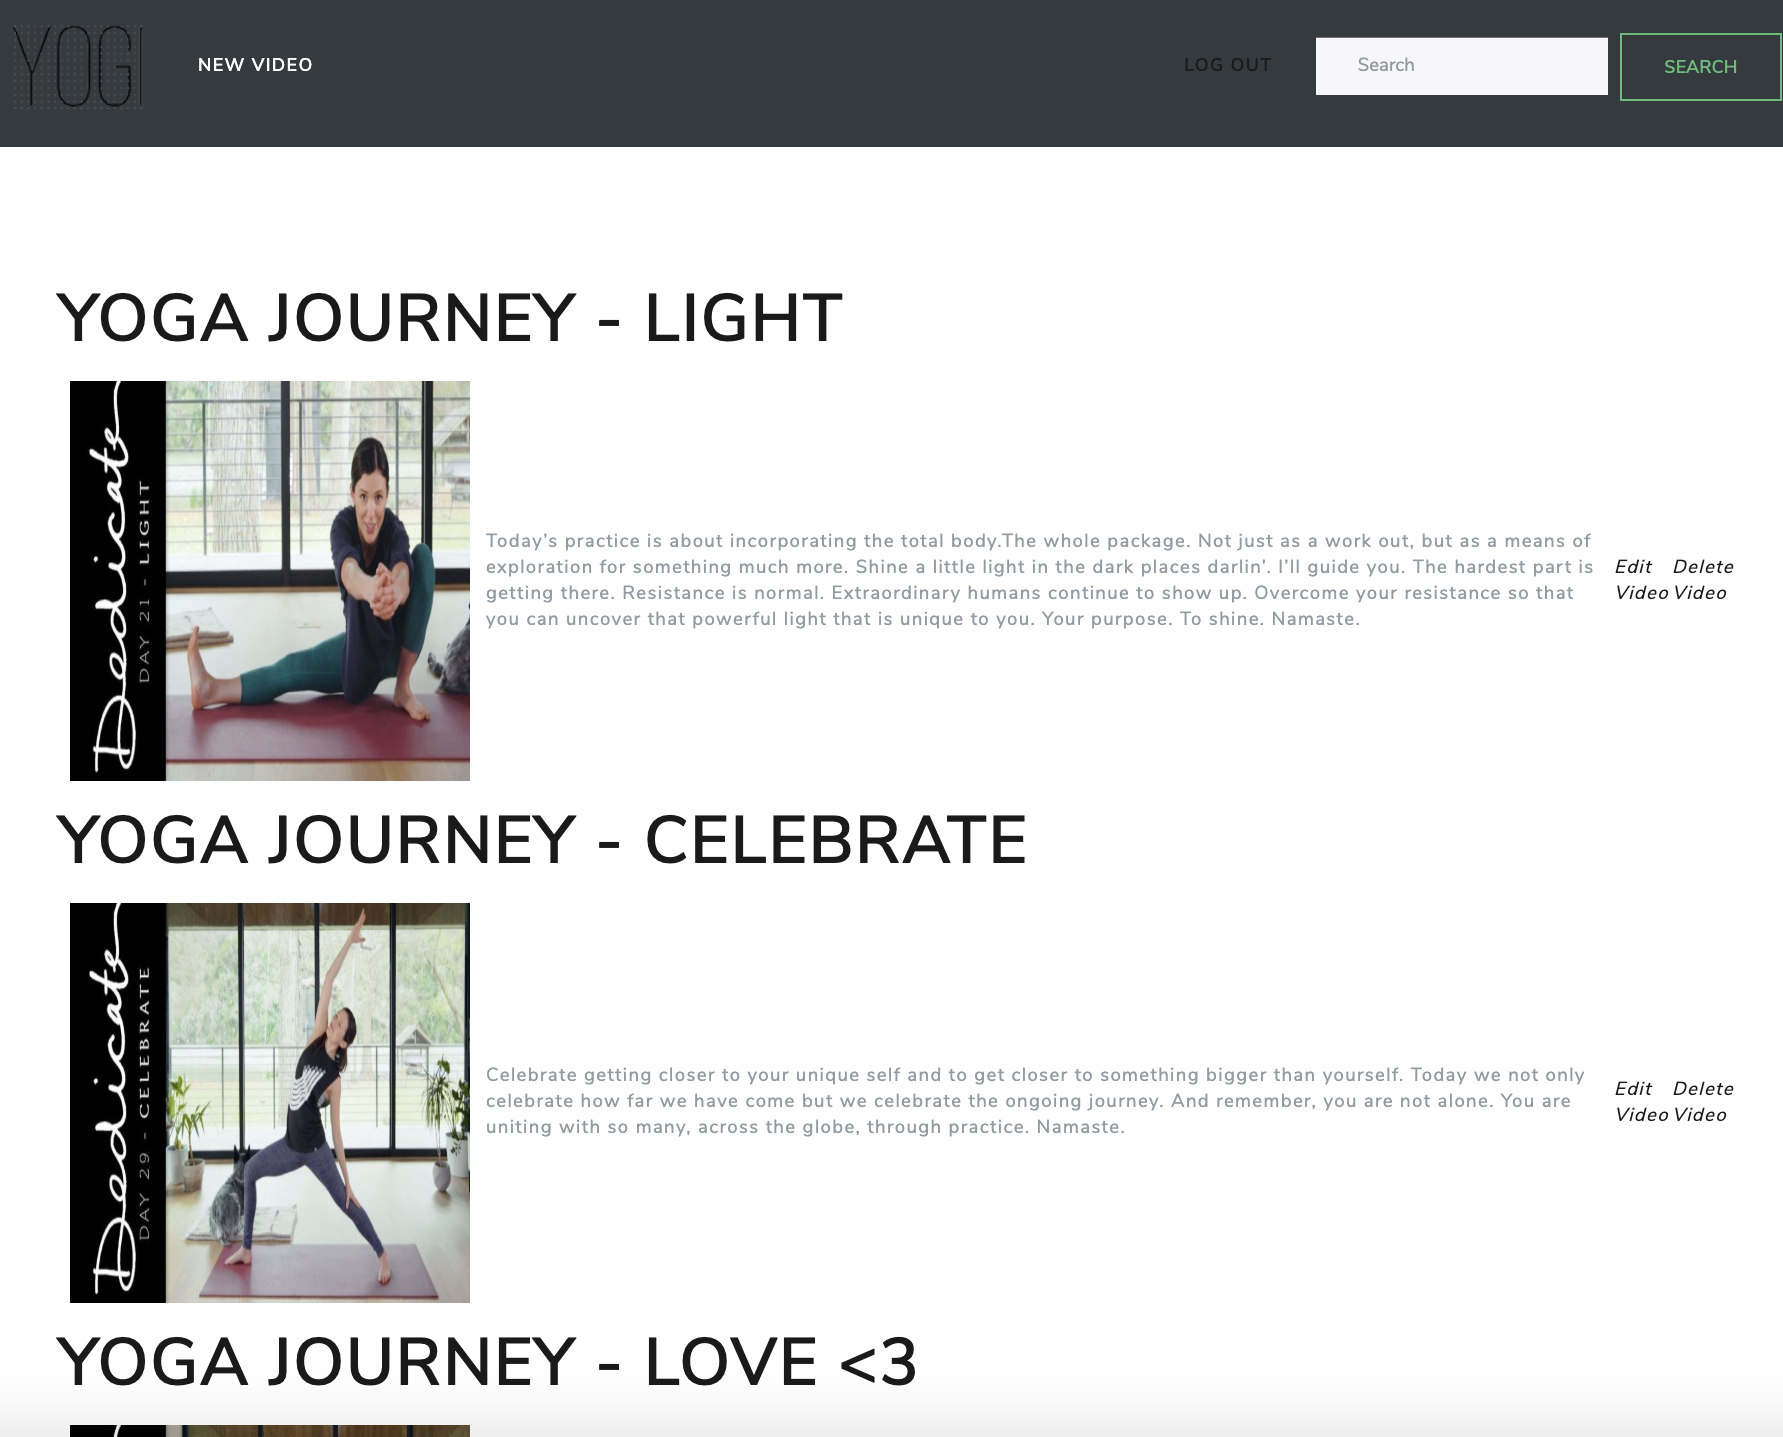 YOGI
NEW VIDEO
LOG OUT
Search
SEARCH
YOGA JOURNEY - LIGHT
Dedicate
DAY 21 - LIGHT
Today’s practice is about incorporating the total body.The whole package. Not just as a work out, but as a means of
exploration for something much more. Shine a little light in the dark places darlin’. I’ll guide you. The hardest part is
getting there. Resistance is normal. Extraordinary humans continue to show up. Overcome your resistance so that
you can uncover that powerful light that is unique to you. Your purpose. To shine. Namaste.
Edit
Video
Delete
Video
YOGA JOURNEY - CELEBRATE
Dedicate
DAY 29 - CELEBRATE
Celebrate getting closer to your unique self and to get closer to something bigger than yourself. Today we not only
celebrate how far we have come but we celebrate the ongoing journey. And remember, you are not alone. You are
uniting with so many, across the globe, through practice. Namaste.
Edit
Video
Delete
Video
YOGA JOURNEY - LOVE <3